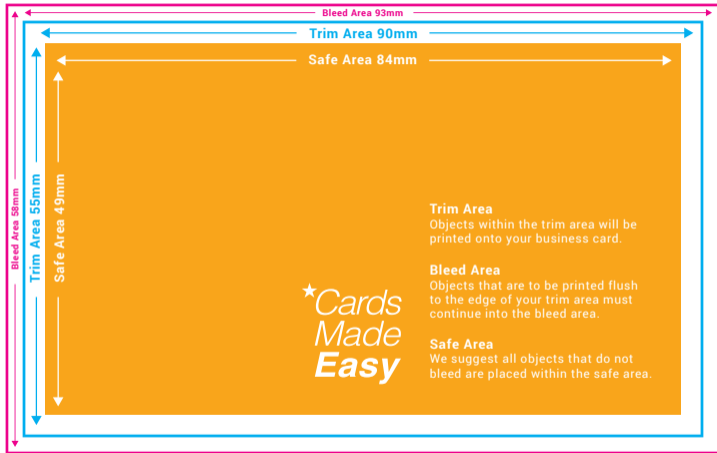 Bleed Area 93mm
Trim Area 90mm
Safe Area 84mm
Bleed Area 58mm
Trim Area 55mm
Safe Area 49mm
Trim Area
Objects within the trim area will be
printed onto your business card.
Bleed Area
Objects that are to be printed flush
to the edge of your trim area must
continue into the bleed area.
Safe Area
We suggest all objects that do not
bleed are placed within the safe area.
Cards
Made
Easy